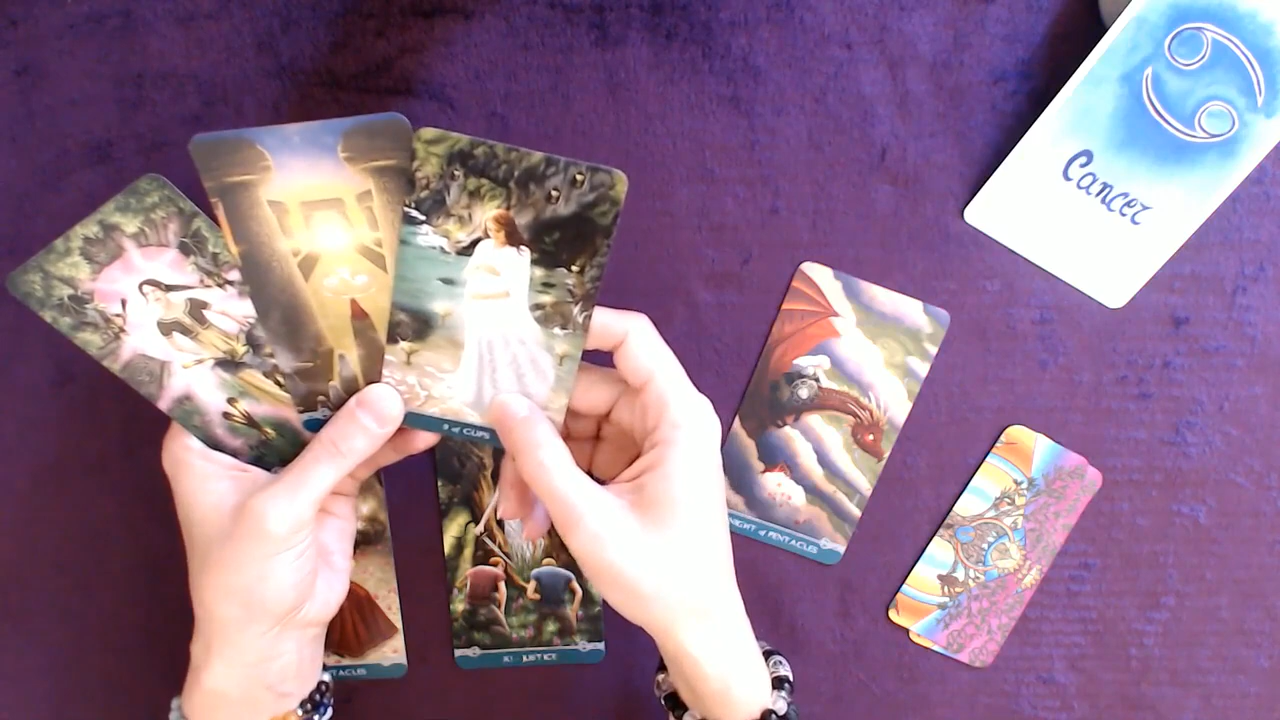 Cancer
9 of CUPS
KNIGHT of PENTACLES
XI · JUSTICE